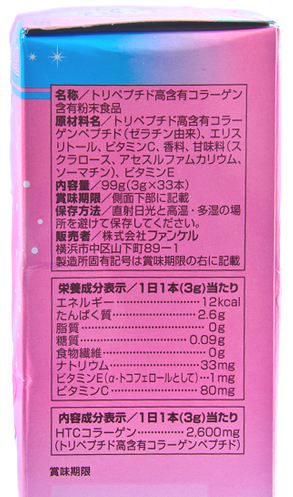 名称／トリペプチド高含有コラーゲン
含有粉末食品
原材料名／トリペプチド高含有コラ
ーゲンペプチド（ゼラチン由来）、エリス
リトール、ビタミンC、香料、甘味料（ス
クラロース、アセスルファムカリウム、
ソーマチン）、ビタミンE
内容量／99g(3g×33本)
賞味期限／側面下部に記載
保存方法／直射日光と高温・多湿の場
所を避けて保存してください。
販売者／株式会社ファンケル
横浜市中区山下町89-1
製造所固有記号は賞味期限の右に記載
栄養成分表示／1日1本(3g)当たり
エネルギー……………12kcal
たんぱく質……………2.6g
脂質……………0g
糖質……………0.09g
食物繊維……………0g
ナトリウム……………33mg
ビタミンE(α-トコフェロールとして)…1mg
ビタミンC……………80mg
内容成分表示／1日1本(3g)当たり
HTCコラーゲン……………2,600mg
(トリペプチド高含有コラーゲンペプチド)
賞味期限